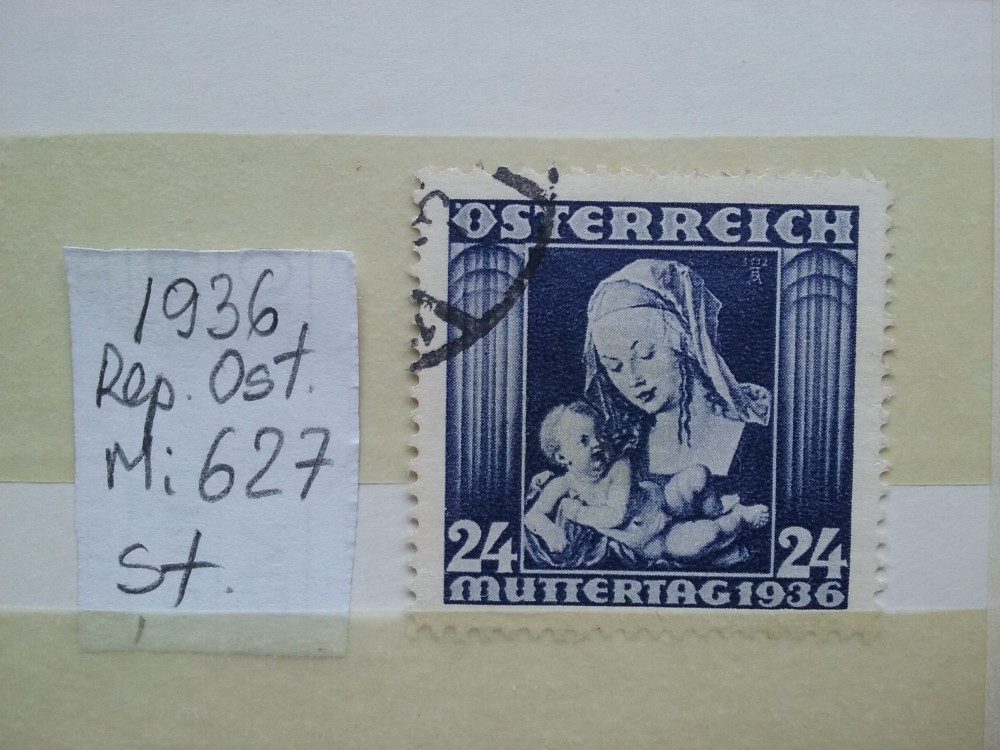 1936
Rep. Ost.
Mi 627
St.
ÖSTERREICH
24 24
MUTTERTAG 1936